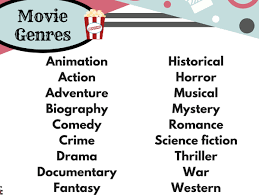 Movie
Genres
Animation
Action
Adventure
Biography
Comedy
Crime
Drama
Documentary
Fantasy
Historical
Horror
Musical
Mystery
Romance
Science fiction
Thriller
War
Western